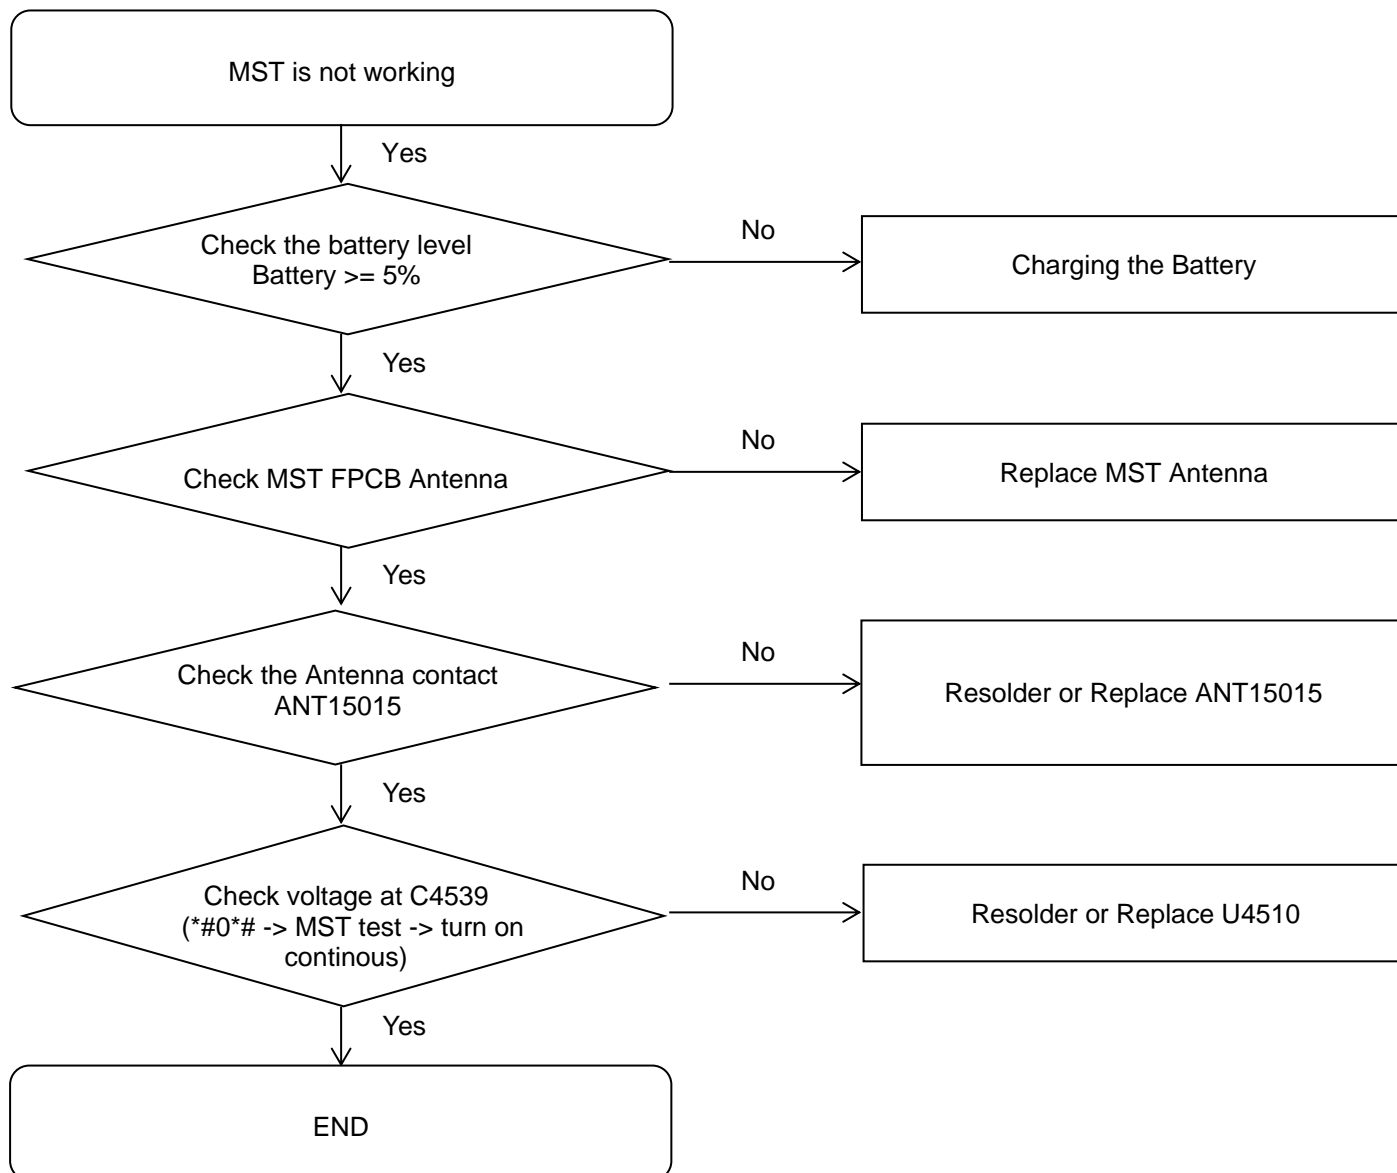 MST is not working
Yes
Check the battery level
Battery >= 5%
No
Charging the Battery
Yes
Check MST FPCB Antenna
No
Replace MST Antenna
Yes
Check the Antenna contact
ANT15015
No
Resolder or Replace ANT15015
Yes
Check voltage at C4539
(*#0*# -> MST test -> turn on
continous)
No
Resolder or Replace U4510
Yes
END